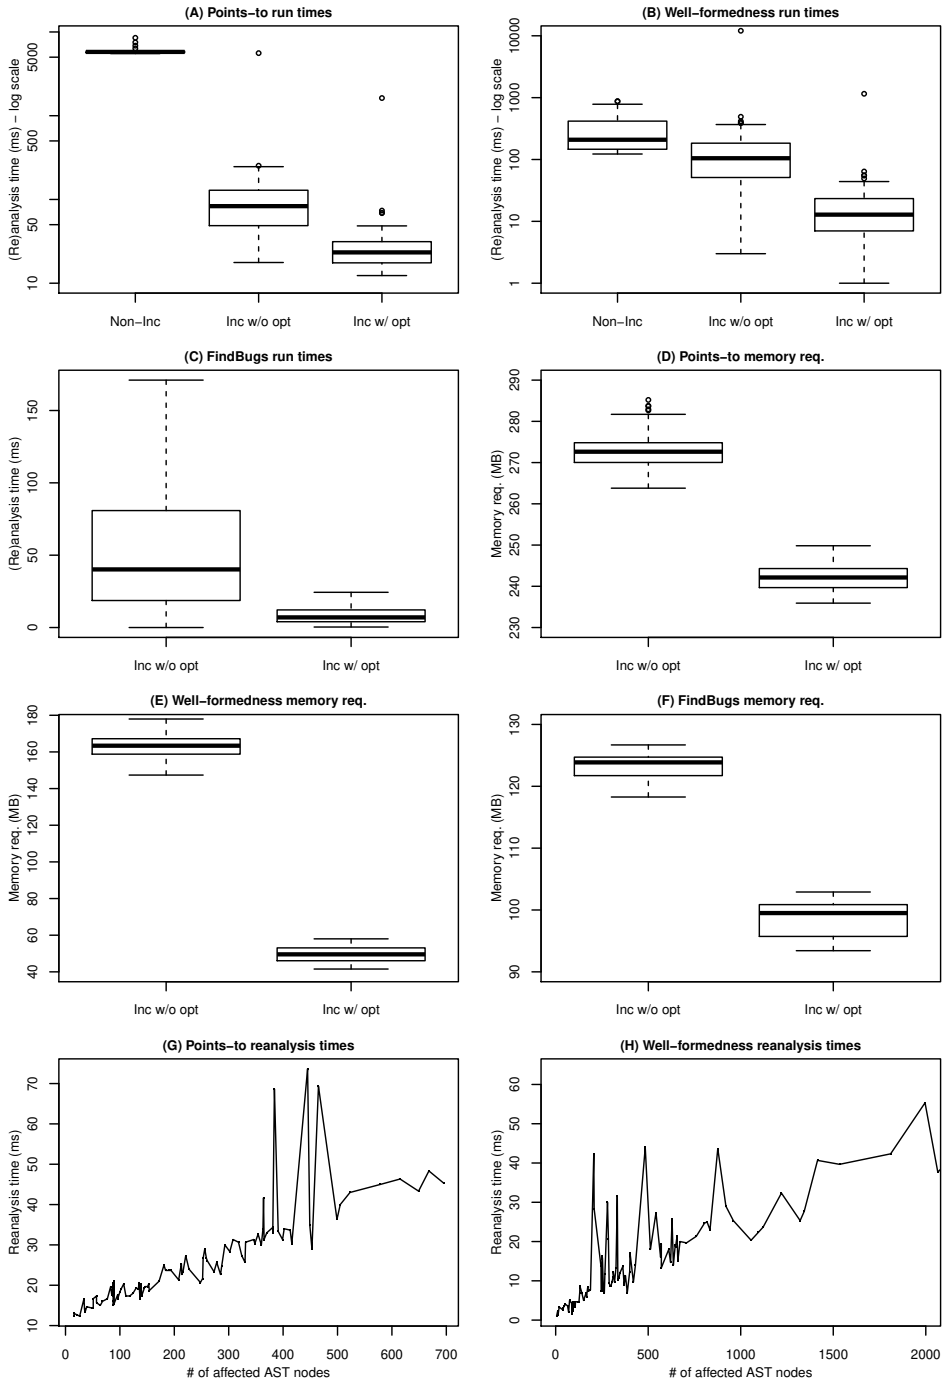 (A) Points−to run times
(Re)analysis time (ms) − log scale
10
50
500
5000
Non−Inc
Inc w/o opt
Inc w/ opt
(B) Well−formedness run times
(Re)analysis time (ms) − log scale
1
10
100
1000
10000
Non−Inc
Inc w/o opt
Inc w/ opt
(C) FindBugs run times
(Re)analysis time (ms)
0
50
100
150
Inc w/o opt
Inc w/ opt
(D) Points−to memory req.
Memory req. (MB)
230
240
250
260
270
280
290
Inc w/o opt
Inc w/ opt
(E) Well−formedness memory req.
Memory req. (MB)
40
60
80
100
120
140
160
180
Inc w/o opt
Inc w/ opt
(F) FindBugs memory req.
Memory req. (MB)
90
100
110
120
130
Inc w/o opt
Inc w/ opt
(G) Points−to reanalysis times
Reanalysis time (ms)
10
20
30
40
50
60
70
0
100
200
300
400
500
600
700
# of affected AST nodes
(H) Well−formedness reanalysis times
Reanalysis time (ms)
0
10
20
30
40
50
60
0
500
1000
1500
2000
# of affected AST nodes